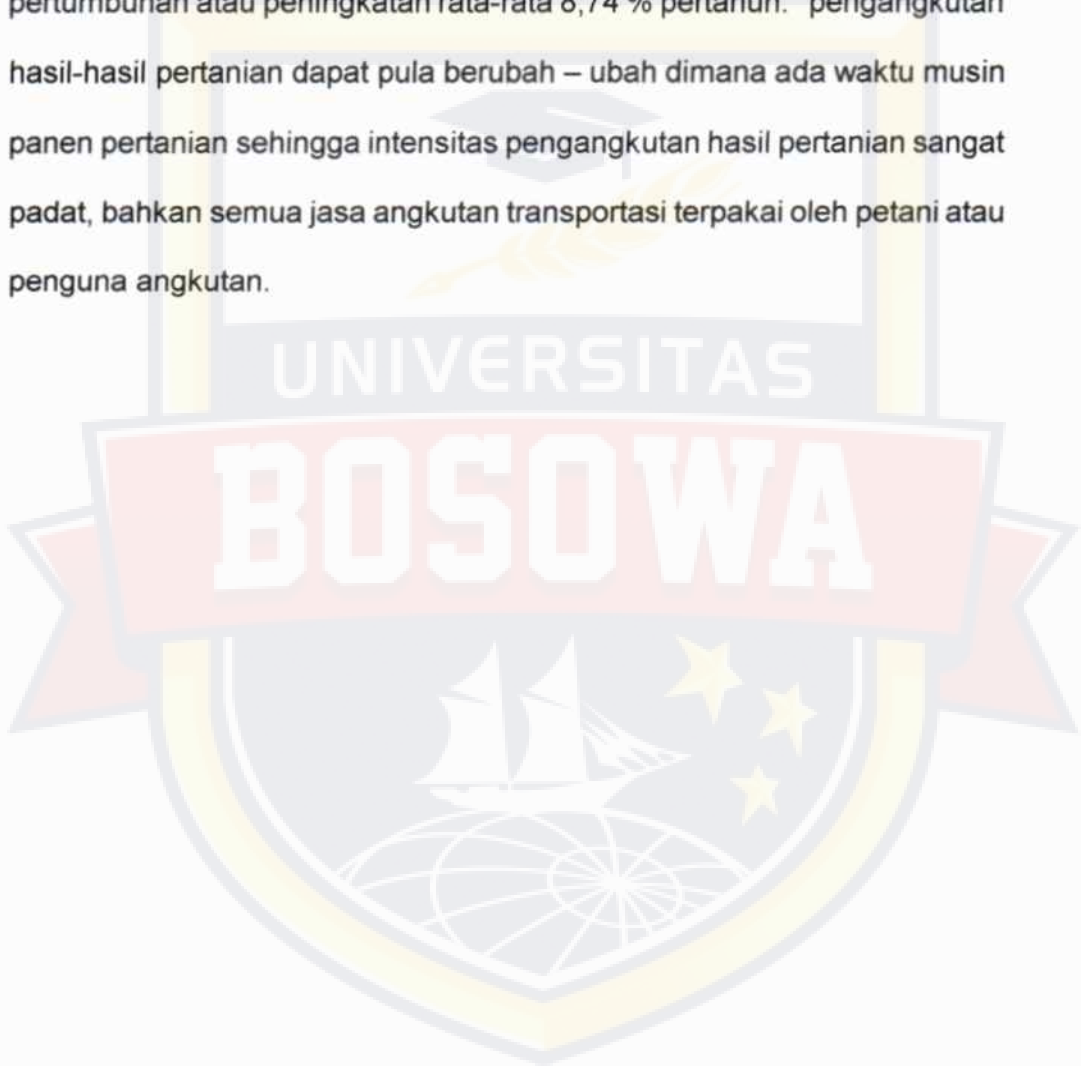 pertumbuhan atau peningkatan rata-rata 8,74 % pertahun. pengangkutan
hasil-hasil pertanian dapat pula berubah – ubah dimana ada waktu musin
panen pertanian sehingga intensitas pengangkutan hasil pertanian sangat
padat, bahkan semua jasa angkutan transportasi terpakai oleh petani atau
penguna angkutan.
UNIVERSITAS
BOSOWA